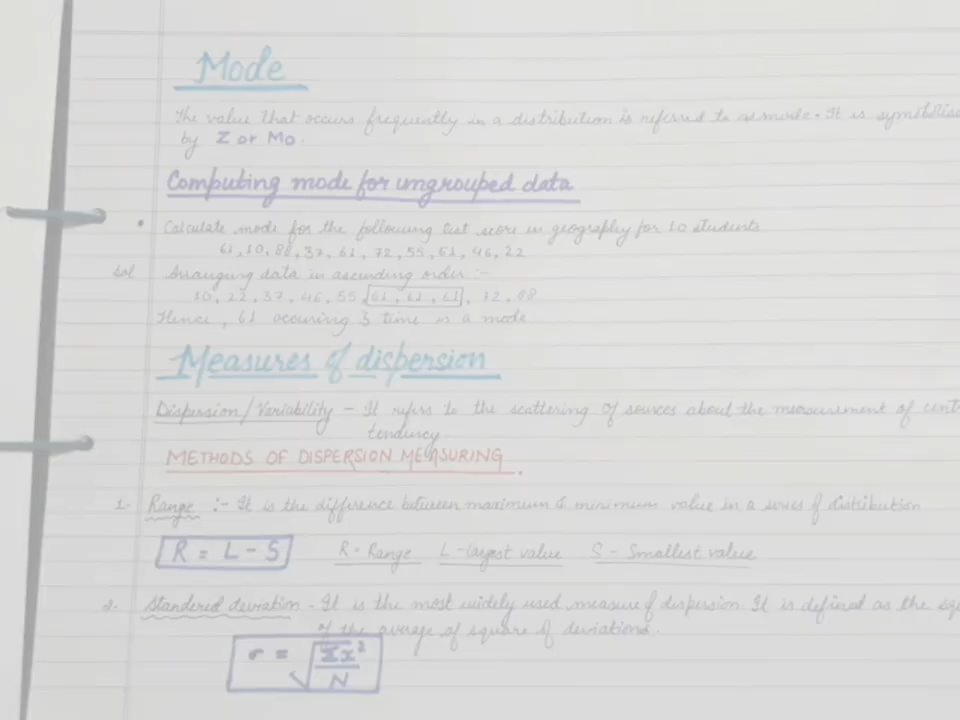 Mode
The value that occurs frequently in a distribution is referred to as mode. It is symbolised
by Z or Mo.
Computing mode for ungrouped data
• Calculate mode for the following test score in geography for 10 students
61, 10, 88, 37, 61, 72, 55, 61, 46, 22
Sol Arranging data in ascending order :-
10, 22, 37, 46, 55, 61, 61, 61, 72, 88
Hence, 61 occuring 3 time is a mode
Measures of dispersion
Dispersion/Variability - It refers to the scattering of scores about the measurement of cent
tendency
METHODS OF DISPERSION MEASURING.
1. Range :- It is the difference between maximum & minimum value in a series of distribution
R = L - S R = Range L - largest value S - Smallest value
2. Standered deviation - It is the most widely used measure of dispersion. It is defined as the sq
of the average of square of deviations.
σ = √Σx²/N